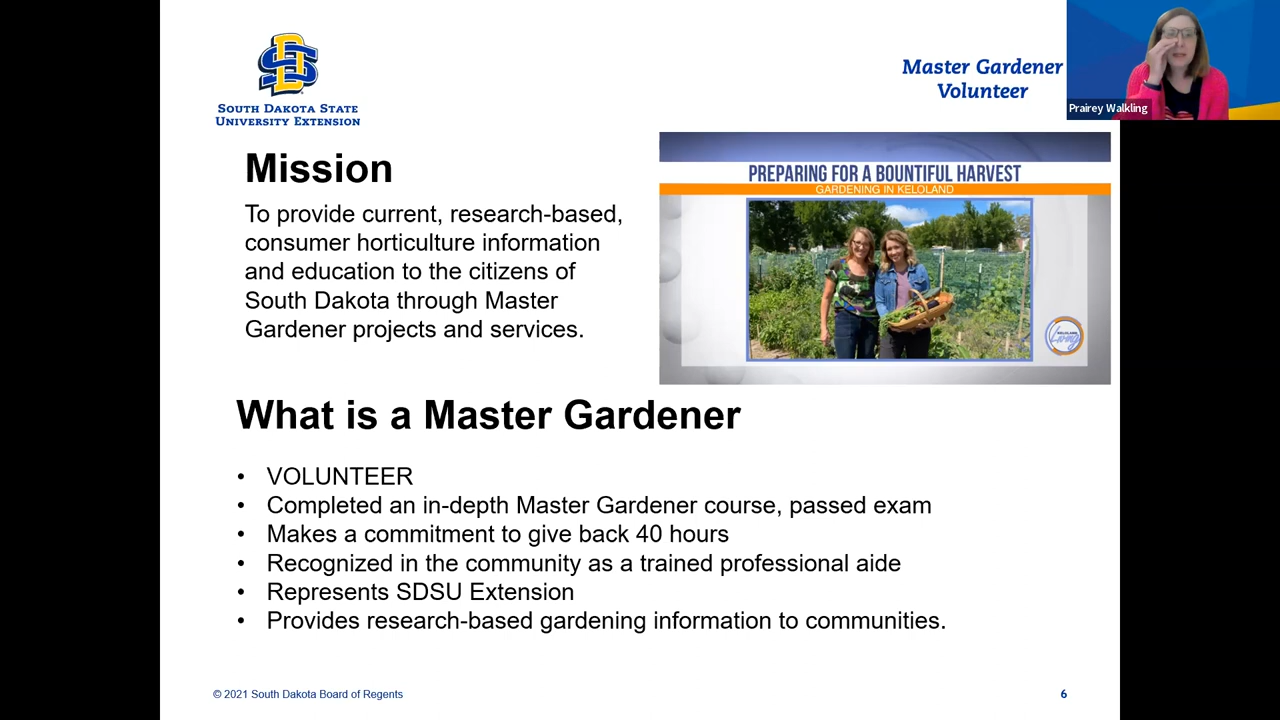 SOUTH DAKOTA STATE
UNIVERSITY EXTENSION
Master Gardener
Volunteer
Prairey Walkling
Mission
To provide current, research-based,
consumer horticulture information
and education to the citizens of
South Dakota through Master
Gardener projects and services.
PREPARING FOR A BOUNTIFUL HARVEST
GARDENING IN KELOLAND
KELOLAND
Living
What is a Master Gardener
• VOLUNTEER
• Completed an in-depth Master Gardener course, passed exam
• Makes a commitment to give back 40 hours
• Recognized in the community as a trained professional aide
• Represents SDSU Extension
• Provides research-based gardening information to communities.
© 2021 South Dakota Board of Regents
6